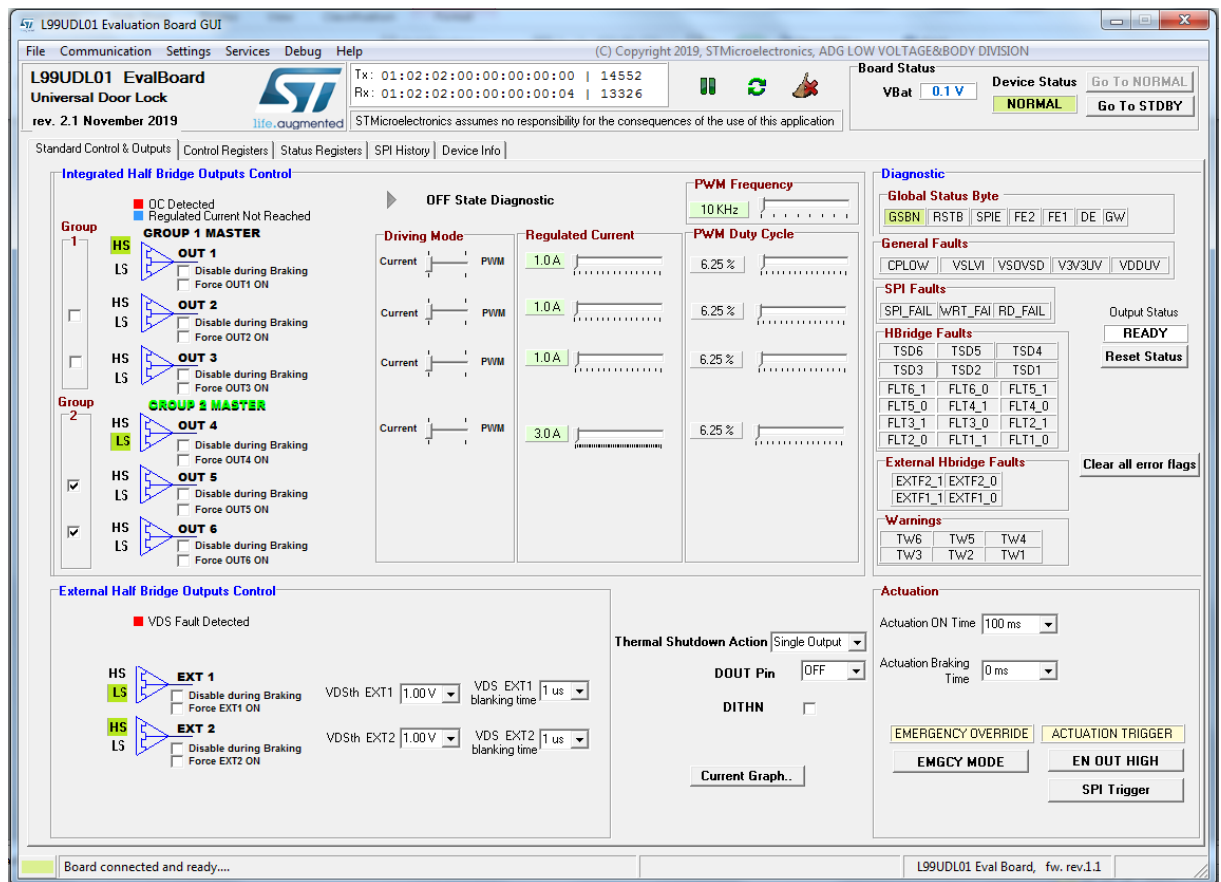 L99UDL01 Evaluation Board GUI
File Communication Settings Services Debug Help (C) Copyright 2019, STMicroelectronics, ADG LOW VOLTAGE&BODY DIVISION
L99UDL01 EvalBoard
Universal Door Lock
rev. 2.1 November 2019
life.augmented
Tx: 01:02:02:00:00:00:00:00 | 14552
Rx: 01:02:02:00:00:00:00:04 | 13326
STMicroelectronics assumes no responsibility for the consequences of the use of this application
Board Status
VBat 0.1 V
Device Status
NORMAL
Go To NORMAL
Go To STDBY
Standard Control & Outputs Control Registers Status Registers SPI History Device Info
Integrated Half Bridge Outputs Control
OC Detected
Regulated Current Not Reached
OFF State Diagnostic
PWM Frequency
10 KHz
Group
1
GROUP 1 MASTER
Driving Mode
Regulated Current
PWM Duty Cycle
HS
LS
OUT 1
Disable during Braking
Force OUT1 ON
Current PWM
1.0 A
6.25 %
HS
LS
OUT 2
Disable during Braking
Force OUT2 ON
Current PWM
1.0 A
6.25 %
HS
LS
OUT 3
Disable during Braking
Force OUT3 ON
Current PWM
1.0 A
6.25 %
Group
2
GROUP 2 MASTER
HS
LS
OUT 4
Disable during Braking
Force OUT4 ON
Current PWM
3.0 A
6.25 %
HS
LS
OUT 5
Disable during Braking
Force OUT5 ON
HS
LS
OUT 6
Disable during Braking
Force OUT6 ON
Diagnostic
Global Status Byte
GSBN RSTB SPIE FE2 FE1 DE GW
General Faults
CPLOW VSLVI VSOVSD V3V3UV VDDUV
SPI Faults
SPI_FAIL WRT_FAI RD_FAIL
HBridge Faults
TSD6 TSD5 TSD4
TSD3 TSD2 TSD1
FLT6_1 FLT6_0 FLT5_1
FLT5_0 FLT4_1 FLT4_0
FLT3_1 FLT3_0 FLT2_1
FLT2_0 FLT1_1 FLT1_0
Output Status
READY
Reset Status
External Hbridge Faults
EXTF2_1 EXTF2_0
EXTF1_1 EXTF1_0
Clear all error flags
Warnings
TW6 TW5 TW4
TW3 TW2 TW1
External Half Bridge Outputs Control
VDS Fault Detected
HS
LS
EXT 1
Disable during Braking
Force EXT1 ON
VDSth EXT1 1.00 V
VDS EXT1
blanking time
1 us
HS
LS
EXT 2
Disable during Braking
Force EXT2 ON
VDSth EXT2 1.00 V
VDS EXT2
blanking time
1 us
Thermal Shutdown Action Single Output
DOUT Pin OFF
DITHN
Current Graph..
Actuation
Actuation ON Time 100 ms
Actuation Braking
Time
0 ms
EMERGENCY OVERRIDE ACTUATION TRIGGER
EMGCY MODE EN OUT HIGH
SPI Trigger
Board connected and ready.... L99UDL01 Eval Board, fw. rev.1.1